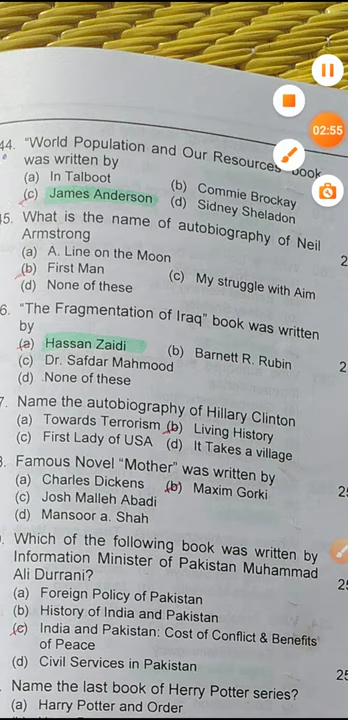 02:55
44. "World Population and Our Resources" book
was written by
(a) In Talboot
(b) Commie Brockay
(c) James Anderson
(d) Sidney Sheladon
45. What is the name of autobiography of Neil
Armstrong
(a) A. Line on the Moon
(b) First Man
(c) My struggle with Aim
(d) None of these
6. "The Fragmentation of Iraq" book was written
by
(a) Hassan Zaidi
(b) Barnett R. Rubin
(c) Dr. Safdar Mahmood
(d) .None of these
7. Name the autobiography of Hillary Clinton
(a) Towards Terrorism (b) Living History
(c) First Lady of USA (d) It Takes a village
8. Famous Novel "Mother" was written by
(a) Charles Dickens (b) Maxim Gorki
(c) Josh Malleh Abadi
(d) Mansoor a. Shah
. Which of the following book was written by
Information Minister of Pakistan Muhammad
Ali Durrani?
(a) Foreign Policy of Pakistan
(b) History of India and Pakistan
(c) India and Pakistan: Cost of Conflict & Benefits
of Peace
(d) Civil Services in Pakistan
. Name the last book of Herry Potter series?
(a) Harry Potter and Order
2
2
25
25
25